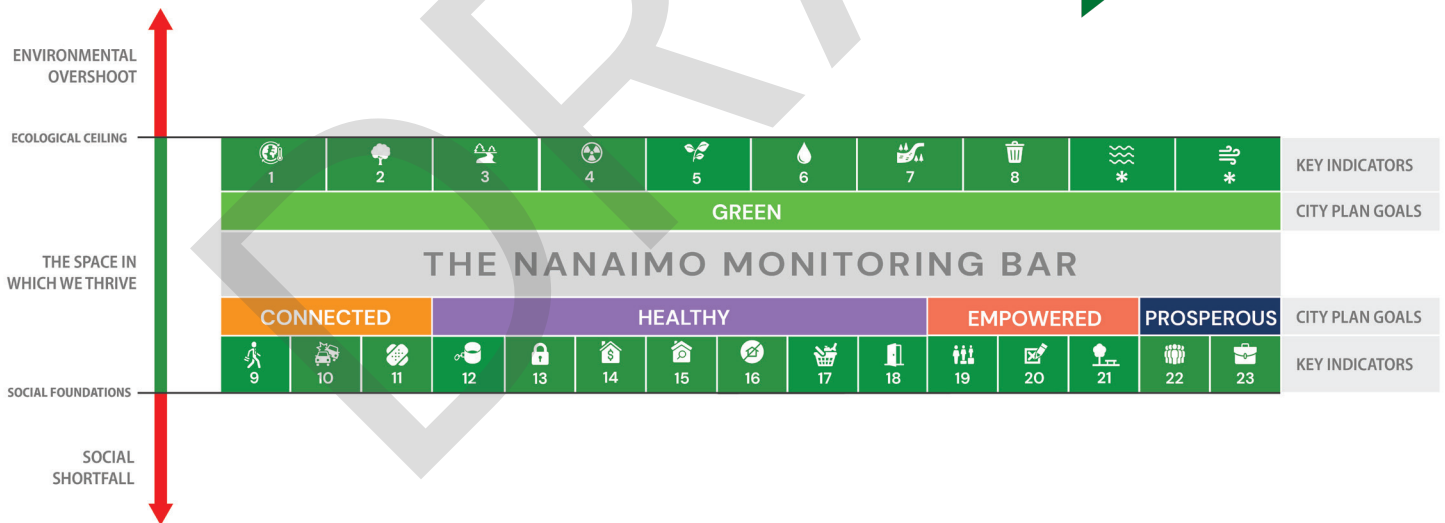 ENVIRONMENTAL
OVERSHOOT
ECOLOGICAL CEILING
1 2 3 4 5 6 7 8 * *
KEY INDICATORS
GREEN
CITY PLAN GOALS
THE SPACE IN
WHICH WE THRIVE
THE NANAIMO MONITORING BAR
CONNECTED HEALTHY EMPOWERED PROSPEROUS
CITY PLAN GOALS
9 10 11 12 13 14 15 16 17 18 19 20 21 22 23
KEY INDICATORS
SOCIAL FOUNDATIONS
SOCIAL
SHORTFALL